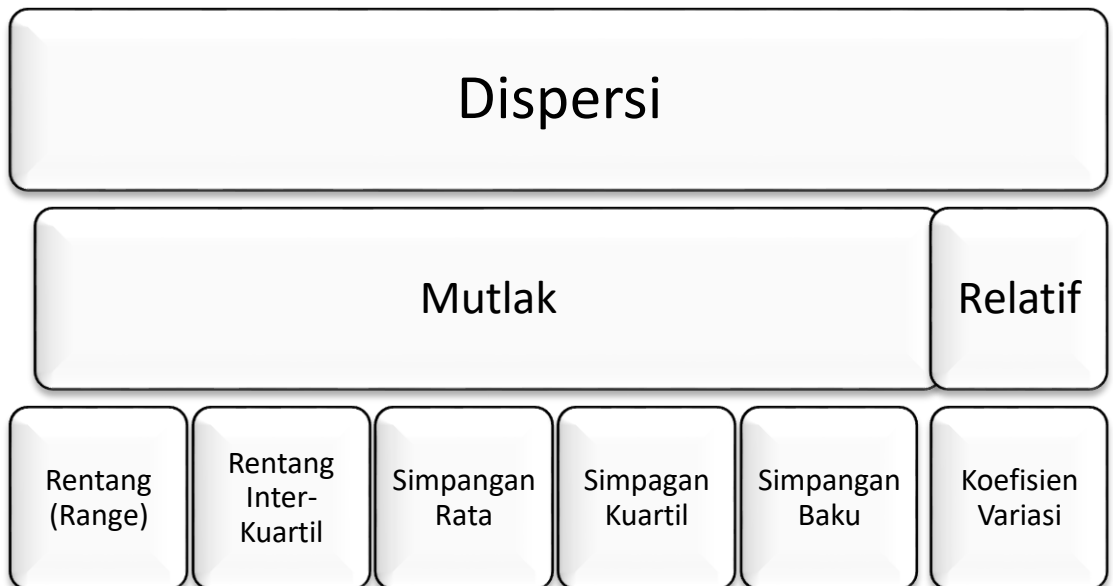 Dispersi
Mutlak
Relatif
Rentang
(Range)
Rentang
Inter-
Kuartil
Simpangan
Rata
Simpagan
Kuartil
Simpangan
Baku
Koefisien
Variasi